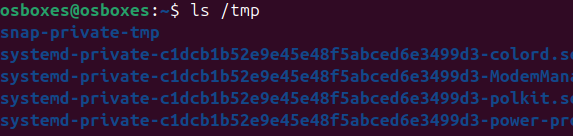 osboxes@osboxes:~$ ls /tmp
snap-private-tmp
systemd-private-c1dcb1b52e9e45e48f5abced6e3499d3-colord.se
systemd-private-c1dcb1b52e9e45e48f5abced6e3499d3-ModemMana
systemd-private-c1dcb1b52e9e45e48f5abced6e3499d3-polkit.se
systemd-private-c1dcb1b52e9e45e48f5abced6e3499d3-power-pro